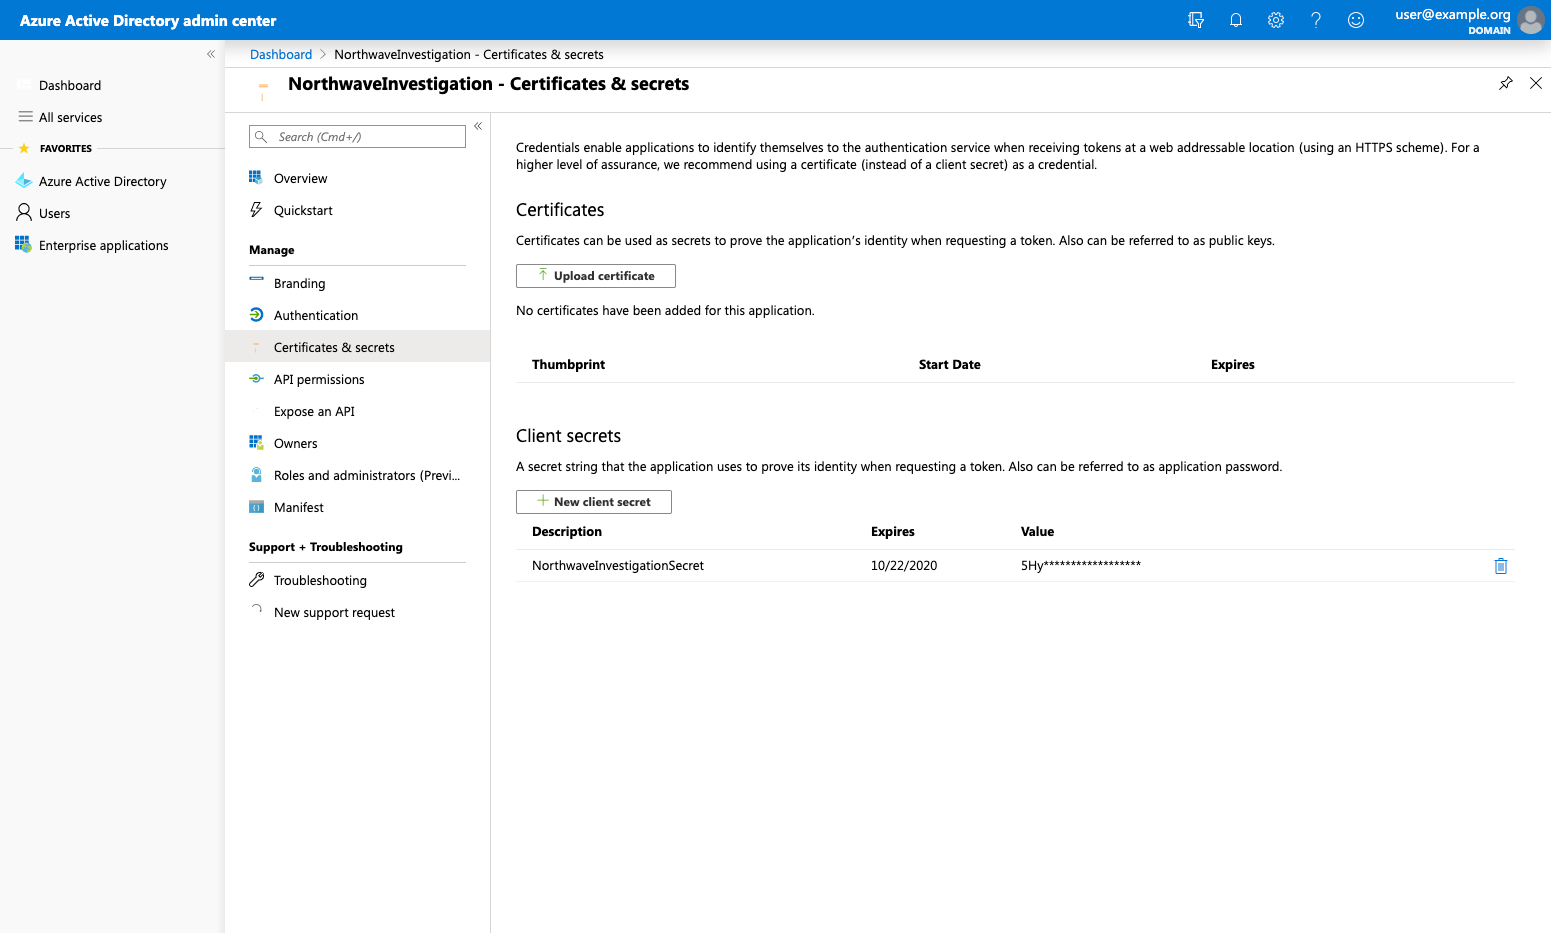 Azure Active Directory admin center
user@example.org
DOMAIN
Dashboard
All services
FAVORITES
Azure Active Directory
Users
Enterprise applications
Dashboard > NorthwaveInvestigation - Certificates & secrets
NorthwaveInvestigation - Certificates & secrets
Search (Cmd+/)
Overview
Quickstart
Manage
Branding
Authentication
Certificates & secrets
API permissions
Expose an API
Owners
Roles and administrators (Previ...
Manifest
Support + Troubleshooting
Troubleshooting
New support request
Credentials enable applications to identify themselves to the authentication service when receiving tokens at a web addressable location (using an HTTPS scheme). For a
higher level of assurance, we recommend using a certificate (instead of a client secret) as a credential.
Certificates
Certificates can be used as secrets to prove the application's identity when requesting a token. Also can be referred to as public keys.
Upload certificate
No certificates have been added for this application.
Thumbprint Start Date Expires
Client secrets
A secret string that the application uses to prove its identity when requesting a token. Also can be referred to as application password.
New client secret
Description Expires Value
NorthwaveInvestigationSecret 10/22/2020 5Hy******************